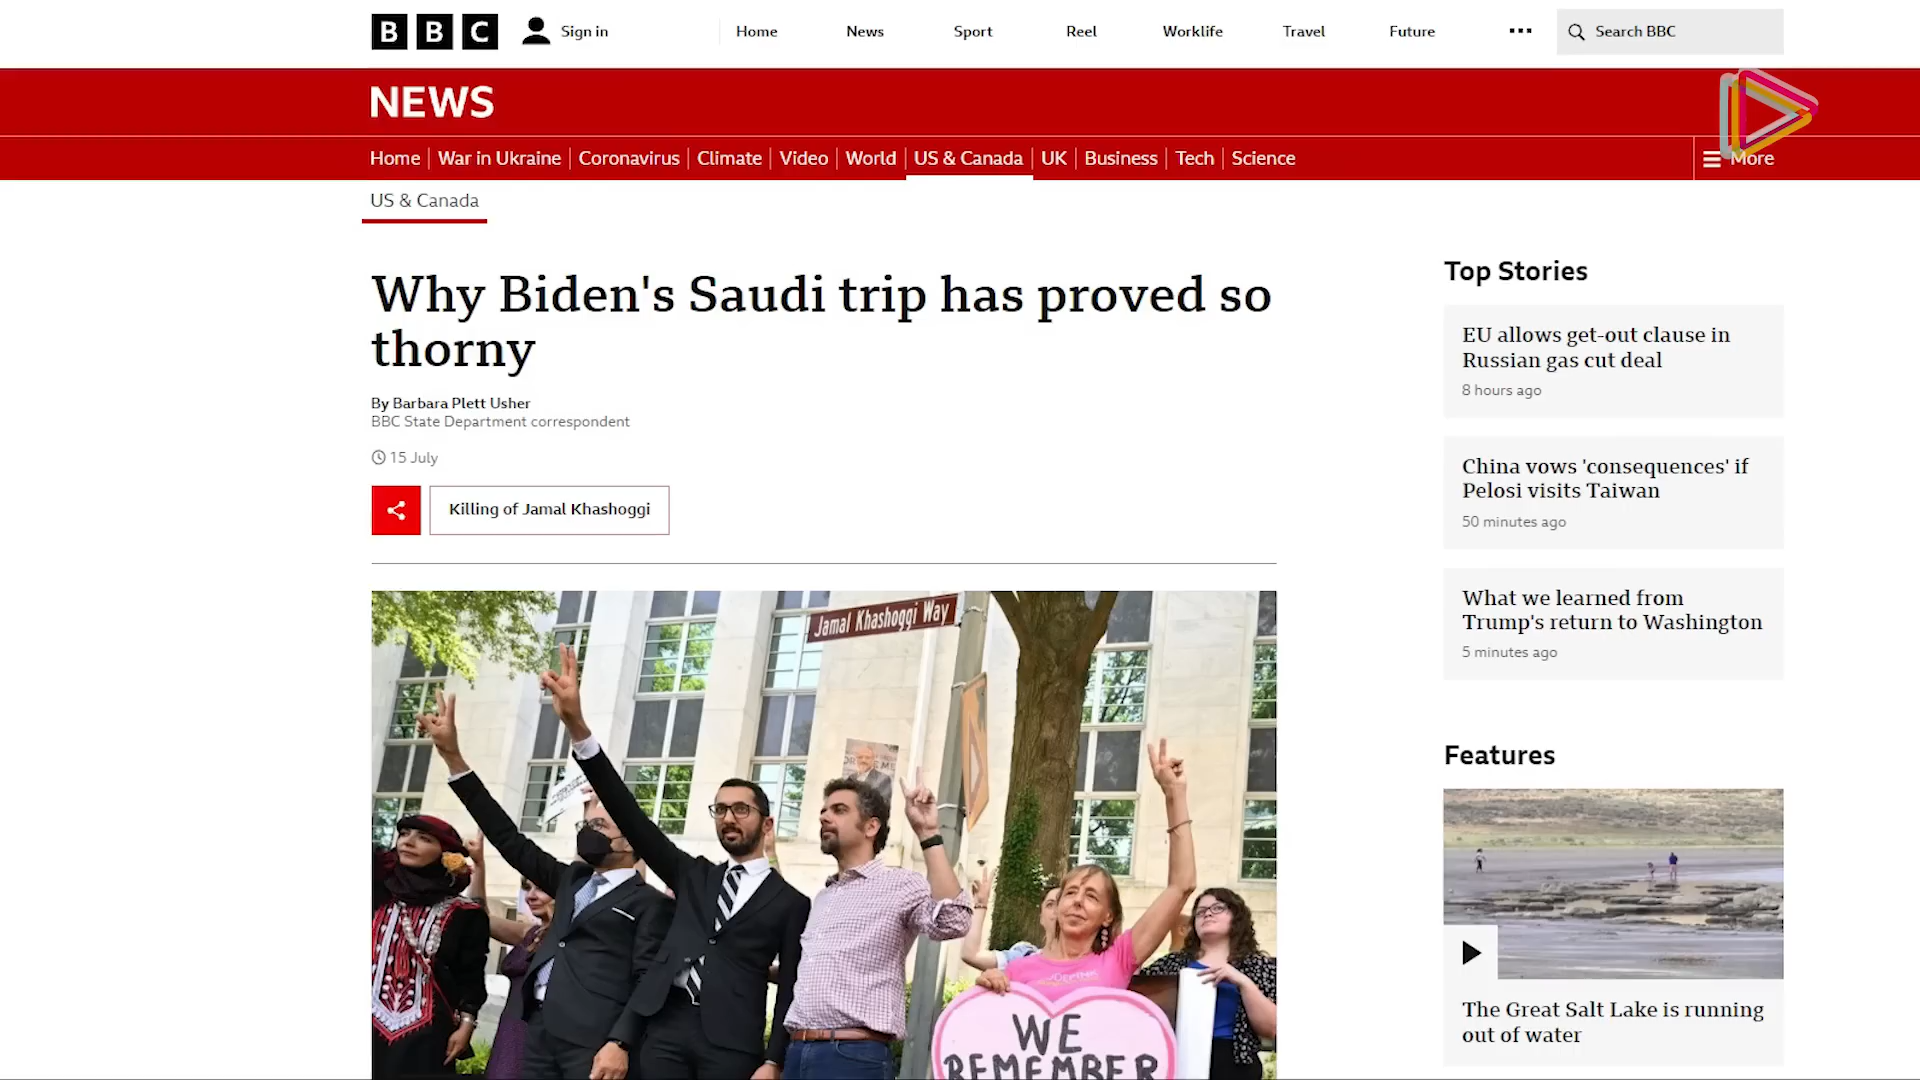 BBC
Sign in
Home
News
Sport
Reel
Worklife
Travel
Future
Search BBC
NEWS
Home
War in Ukraine
Coronavirus
Climate
Video
World
US & Canada
UK
Business
Tech
Science
More
US & Canada
Why Biden's Saudi trip has proved so
thorny
By Barbara Plett Usher
BBC State Department correspondent
15 July
Killing of Jamal Khashoggi
Jamal Khashoggi Way
WE
REMEMBER
Top Stories
EU allows get-out clause in
Russian gas cut deal
8 hours ago
China vows 'consequences' if
Pelosi visits Taiwan
50 minutes ago
What we learned from
Trump's return to Washington
5 minutes ago
Features
The Great Salt Lake is running
out of water